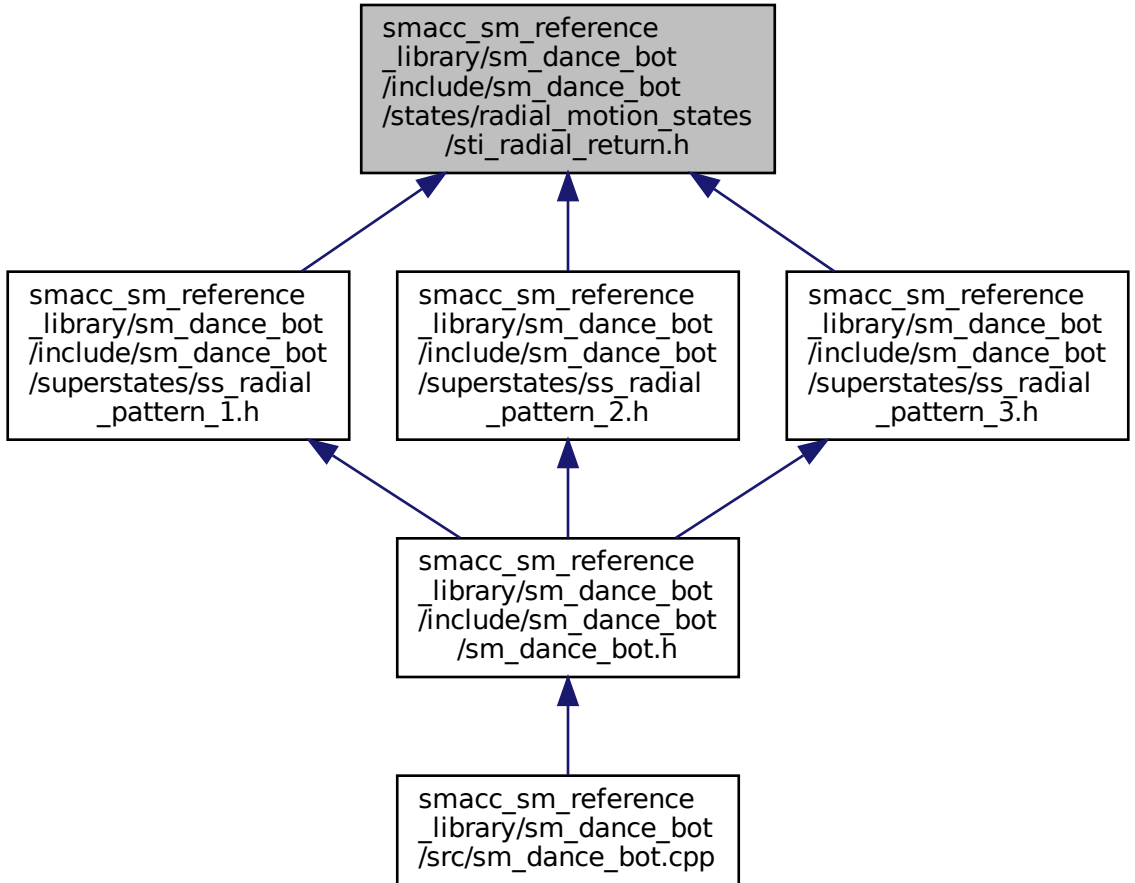 smacc_sm_reference
_library/sm_dance_bot
/include/sm_dance_bot
/states/radial_motion_states
/sti_radial_return.h
smacc_sm_reference
_library/sm_dance_bot
/include/sm_dance_bot
/superstates/ss_radial
_pattern_1.h
smacc_sm_reference
_library/sm_dance_bot
/include/sm_dance_bot
/superstates/ss_radial
_pattern_2.h
smacc_sm_reference
_library/sm_dance_bot
/include/sm_dance_bot
/superstates/ss_radial
_pattern_3.h
smacc_sm_reference
_library/sm_dance_bot
/include/sm_dance_bot
/sm_dance_bot.h
smacc_sm_reference
_library/sm_dance_bot
/src/sm_dance_bot.cpp